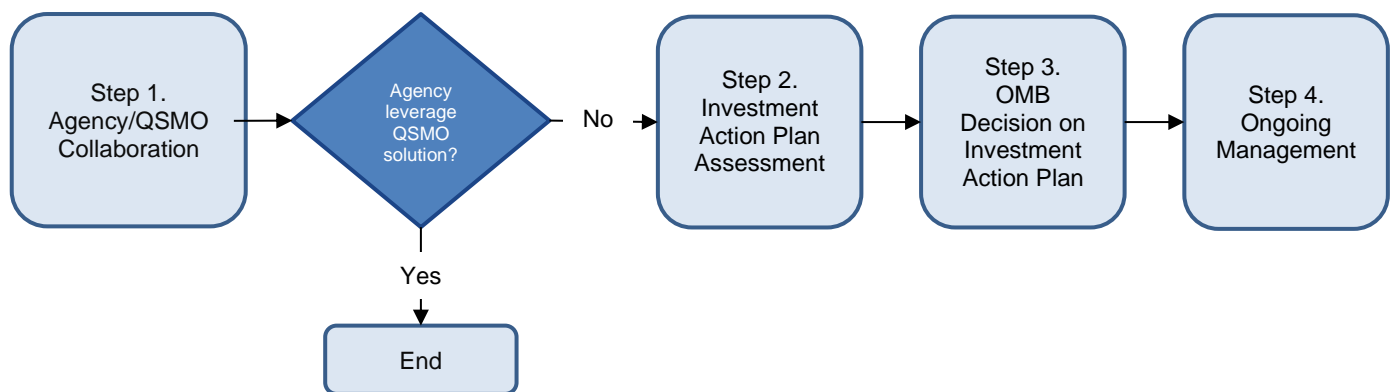 Step 1.
Agency/QSMO
Collaboration
Agency
leverage
QSMO
solution?
No
Yes
End
Step 2.
Investment
Action Plan
Assessment
Step 3.
OMB
Decision on
Investment
Action Plan
Step 4.
Ongoing
Management